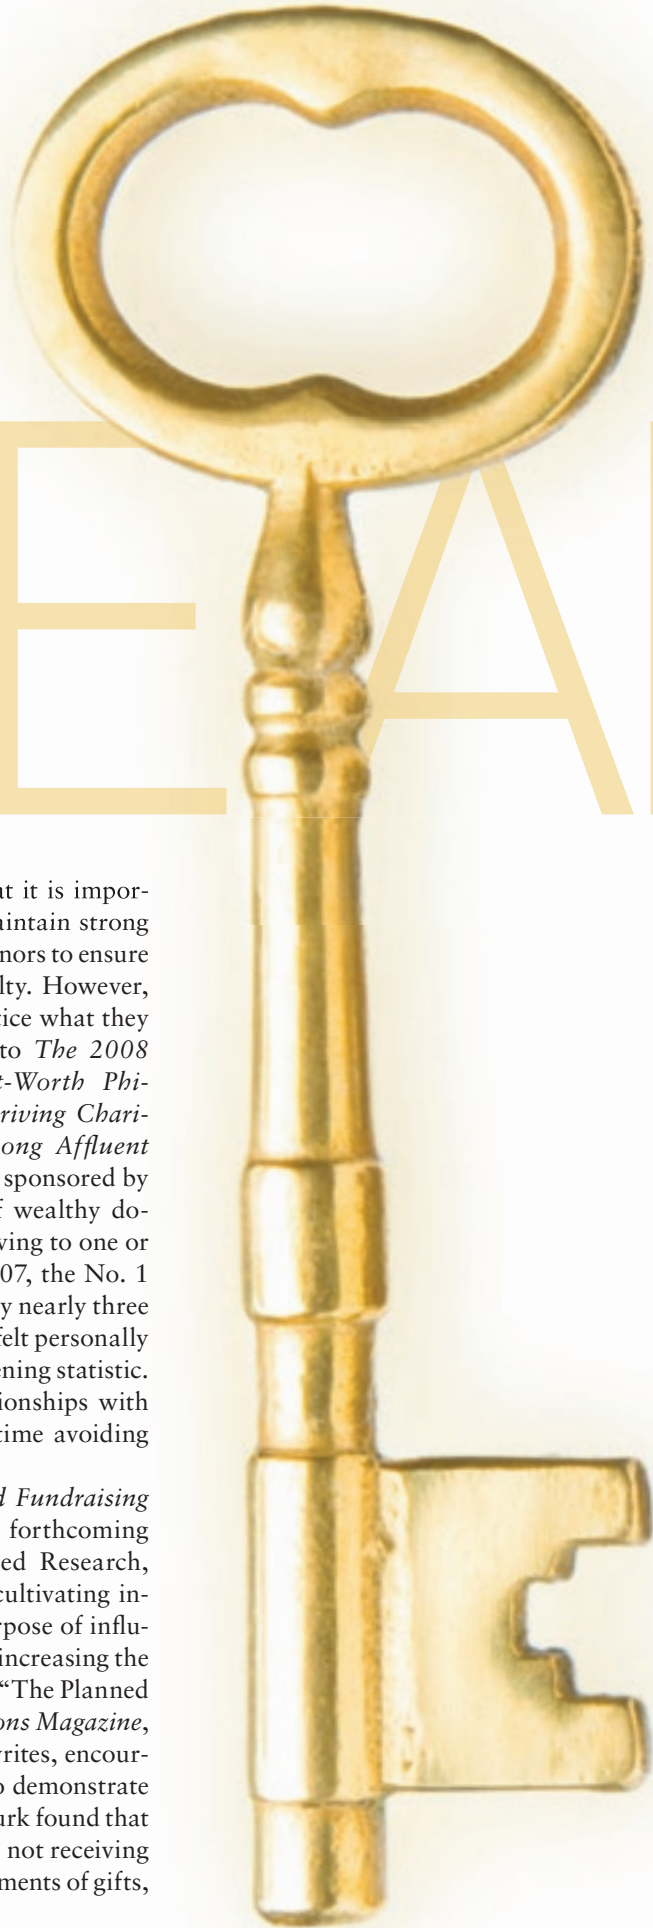 E A
at it is impor-
aintain strong
nors to ensure
lty. However,
tice what they
to The 2008
t-Worth Phi-
riving Chari-
ong Affluent
sponsored by
f wealthy do-
ving to one or
07, the No. 1
y nearly three
felt personally
ening statistic.
ionships with
time avoiding
d Fundraising
forthcoming
ed Research,
cultivating in-
rpose of influ-
increasing the
“The Planned
ons Magazine,
writes, encour-
o demonstrate
urk found that
not receiving
ments of gifts,